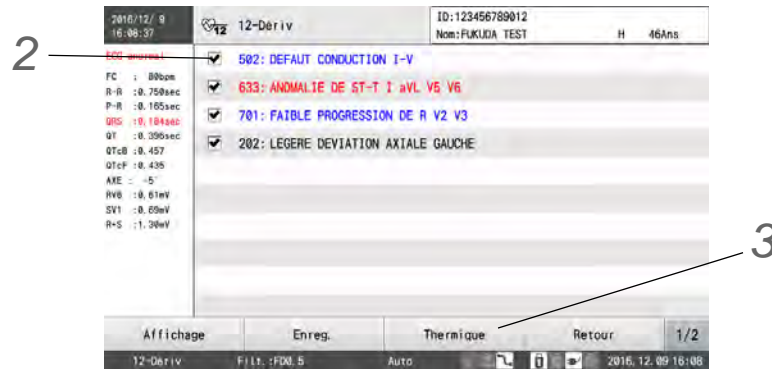 2016/12/ 9
16:08:37
12 12-Deriv
ID:123456789012
Nom:FUKUDA TEST H 46Ans
2
ECG anormal
FC : 80bpm
R-R :0.750sec
P-R :0.165sec
QRS :0.184sec
QT :0.396sec
QTcB :0.457
QTcF :0.435
AXE : -5°
RV6 :0.61mV
SV1 :0.69mV
R+S :1.30mV
502: DEFAUT CONDUCTION I-V
633: ANOMALIE DE ST-T I aVL V5 V6
701: FAIBLE PROGRESSION DE R V2 V3
202: LEGERE DEVIATION AXIALE GAUCHE
3
Affichage Enreg. Thermique Retour 1/2
12-Deriv Filt.:FD0.5 Auto 2016.12.09 16:08